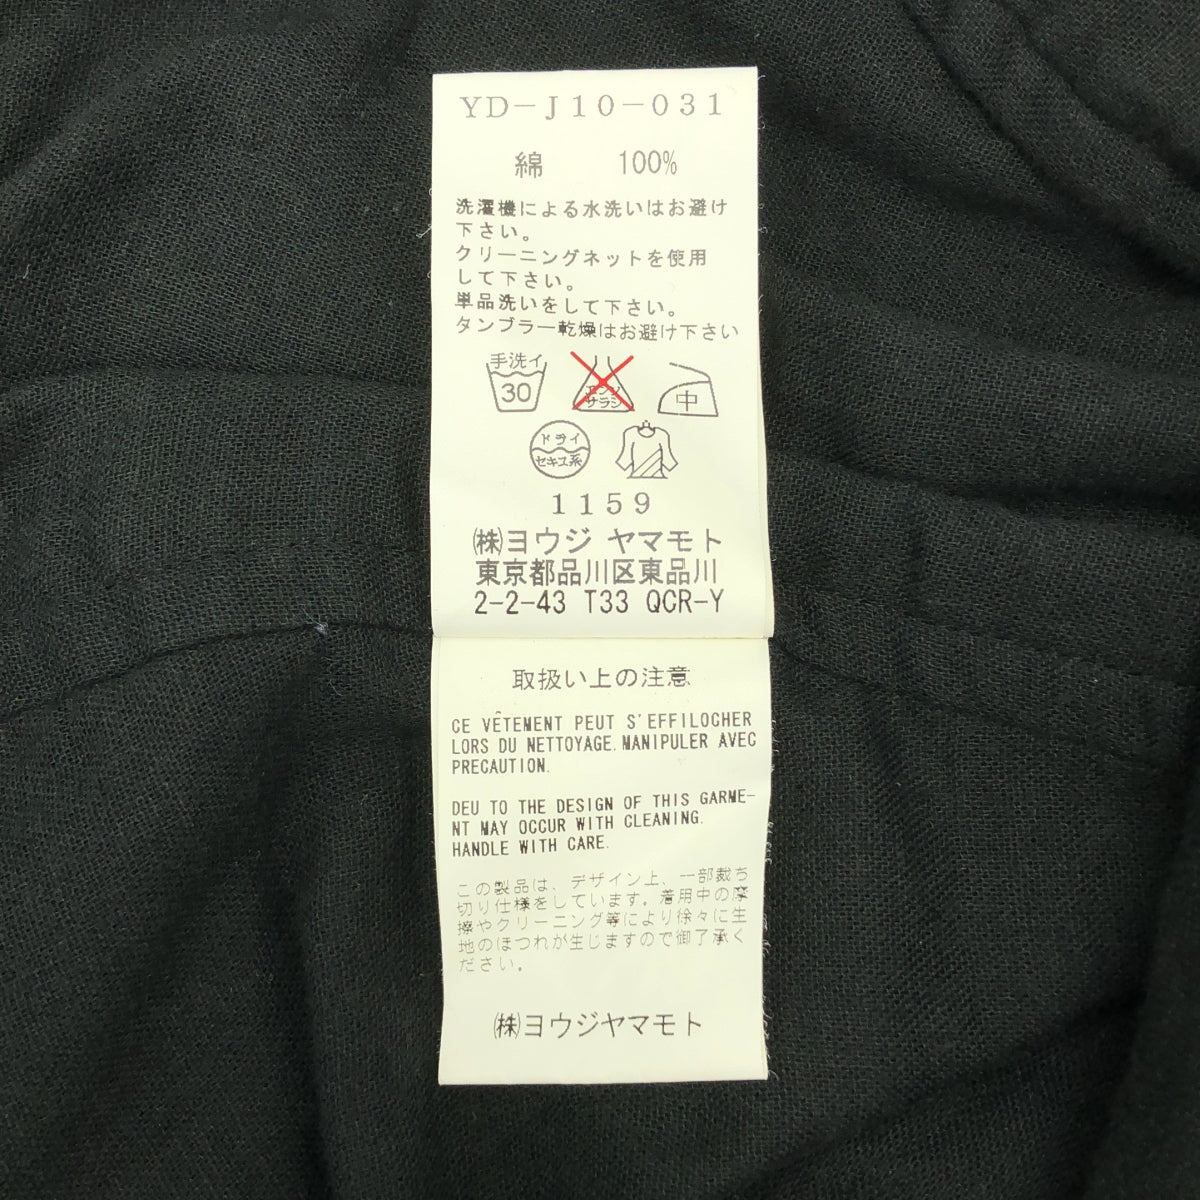 YD-J10-031
綿 100%
洗濯機による水洗いはお避け
下さい。
クリーニングネットを使用
して下さい。
単品洗いをして下さい。
タンブラー乾燥はお避け下さい
手洗イ
30
エンソ
サラシ
中
ドライ
セキユ系
1159
㈱ヨウジ ヤマモト
東京都品川区東品川
2-2-43 T33 QCR-Y
取扱い上の注意
CE VÊTEMENT PEUT S'EFFILOCHER
LORS DU NETTOYAGE. MANIPULER AVEC
PRECAUTION.
DEU TO THE DESIGN OF THIS GARME-
NT MAY OCCUR WITH CLEANING.
HANDLE WITH CARE.
この製品は、デザイン上、一部裁ち
切り仕様をしています。着用中の摩
擦やクリーニング等により徐々に生
地のほつれが生じますので御了承く
ださい。
㈱ヨウジヤマモト